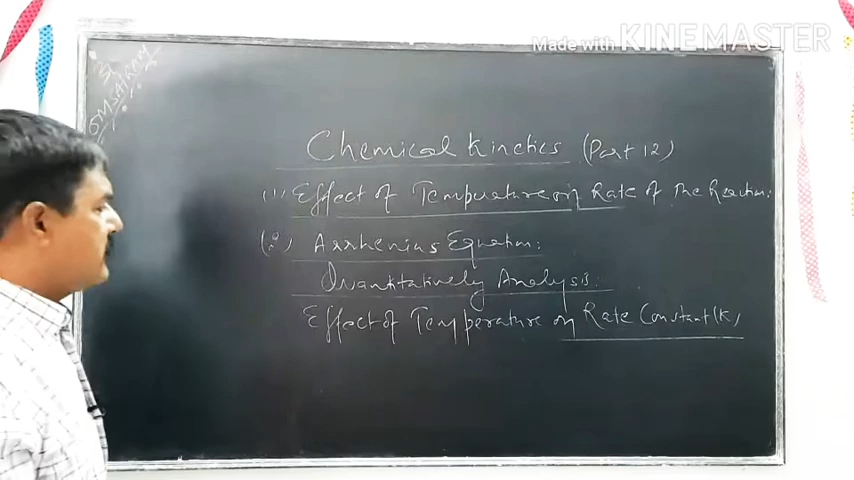 Made with KINEMASTER
ॐ
OMSAIRAM
Chemical Kinetics (Part 12)
(1) Effect of Temperature on Rate of The Reaction:
(2) Arrhenius Equation:
Quantitatively Analysis:
Effect of Temperature on Rate Constant (K)